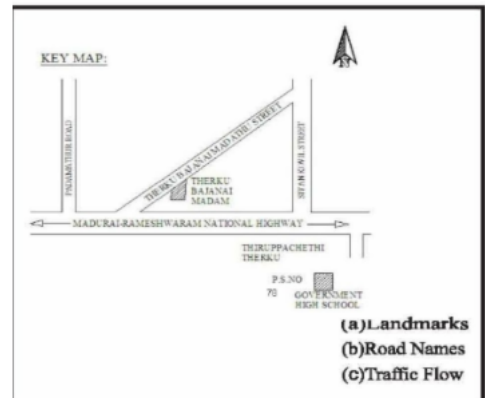 KEY MAP:
N
THERKU BAJANAI MADATHU STREET
THERKU
BAJANAI
MADAM
MADURAI-RAMESHWARAM NATIONAL HIGHWAY
THIRUPPACHETHI
THERKU
P.S.NO
70
GOVERNMENT
HIGH SCHOOL
(a)Landmarks
(b)Road Names
(c)Traffic Flow